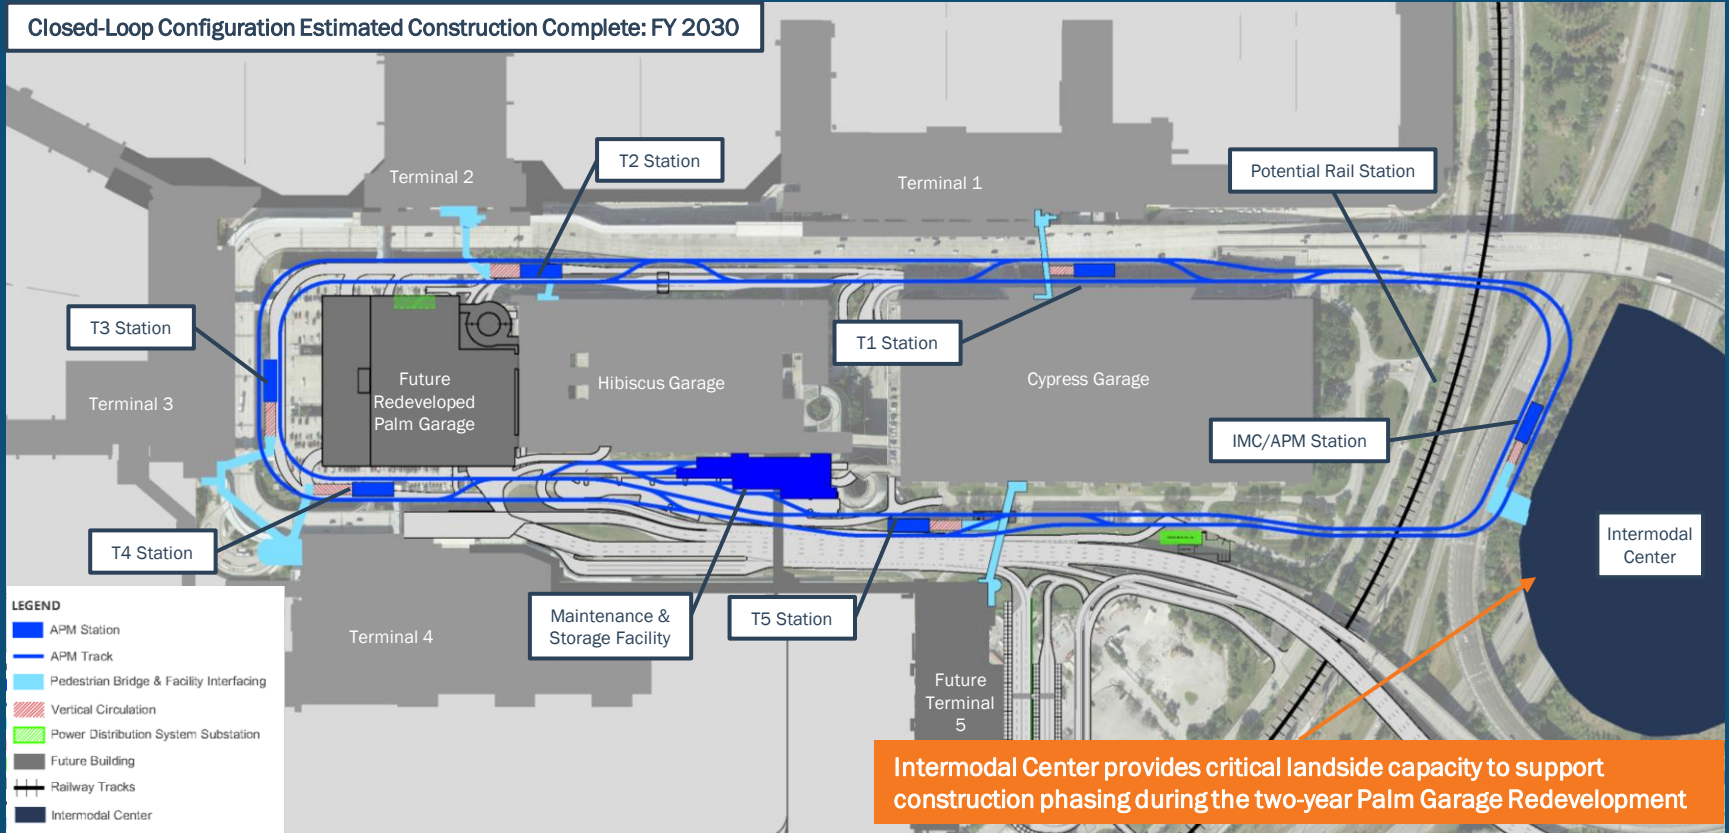 Closed-Loop Configuration Estimated Construction Complete: FY 2030
Terminal 2
T2 Station
Terminal 1
Potential Rail Station
T3 Station
T1 Station
Terminal 3
Future
Redeveloped
Palm Garage
Hibiscus Garage
Cypress Garage
IMC/APM Station
T4 Station
Intermodal
Center
Terminal 4
Maintenance &
Storage Facility
T5 Station
Future
Terminal
5
LEGEND
APM Station
APM Track
Pedestrian Bridge & Facility Interfacing
Vertical Circulation
Power Distribution System Substation
Future Building
Railway Tracks
Intermodal Center
Intermodal Center provides critical landside capacity to support
construction phasing during the two-year Palm Garage Redevelopment